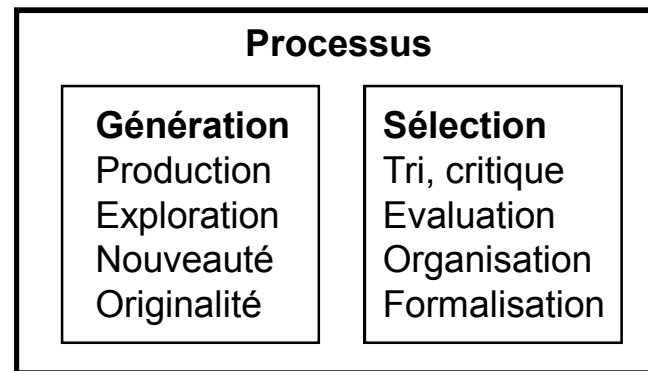 Processus
Génération
Production
Exploration
Nouveauté
Originalité
Sélection
Tri, critique
Evaluation
Organisation
Formalisation